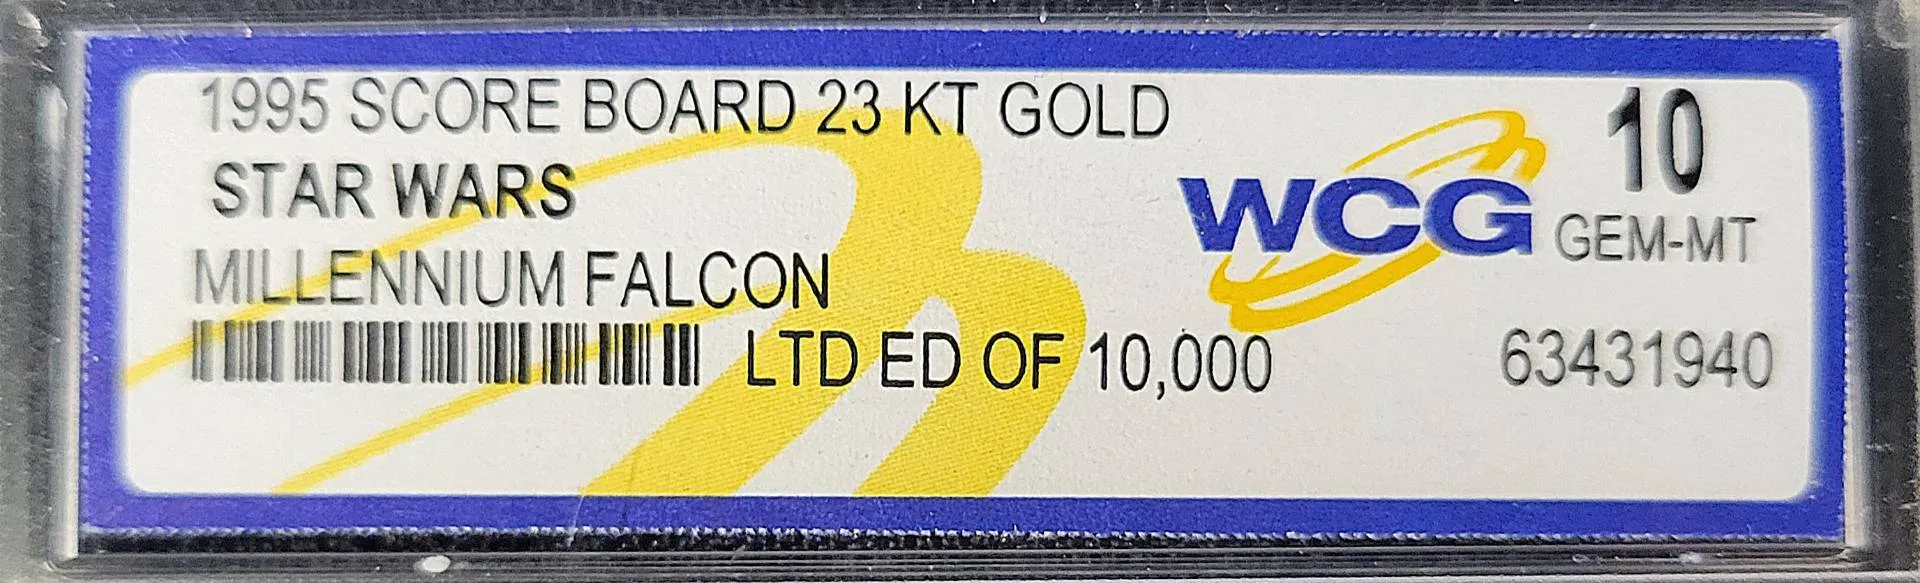 1995 SCORE BOARD 23 KT GOLD
STAR WARS
MILLENNIUM FALCON
LTD ED OF 10,000
WCG
10
GEM-MT
63431940